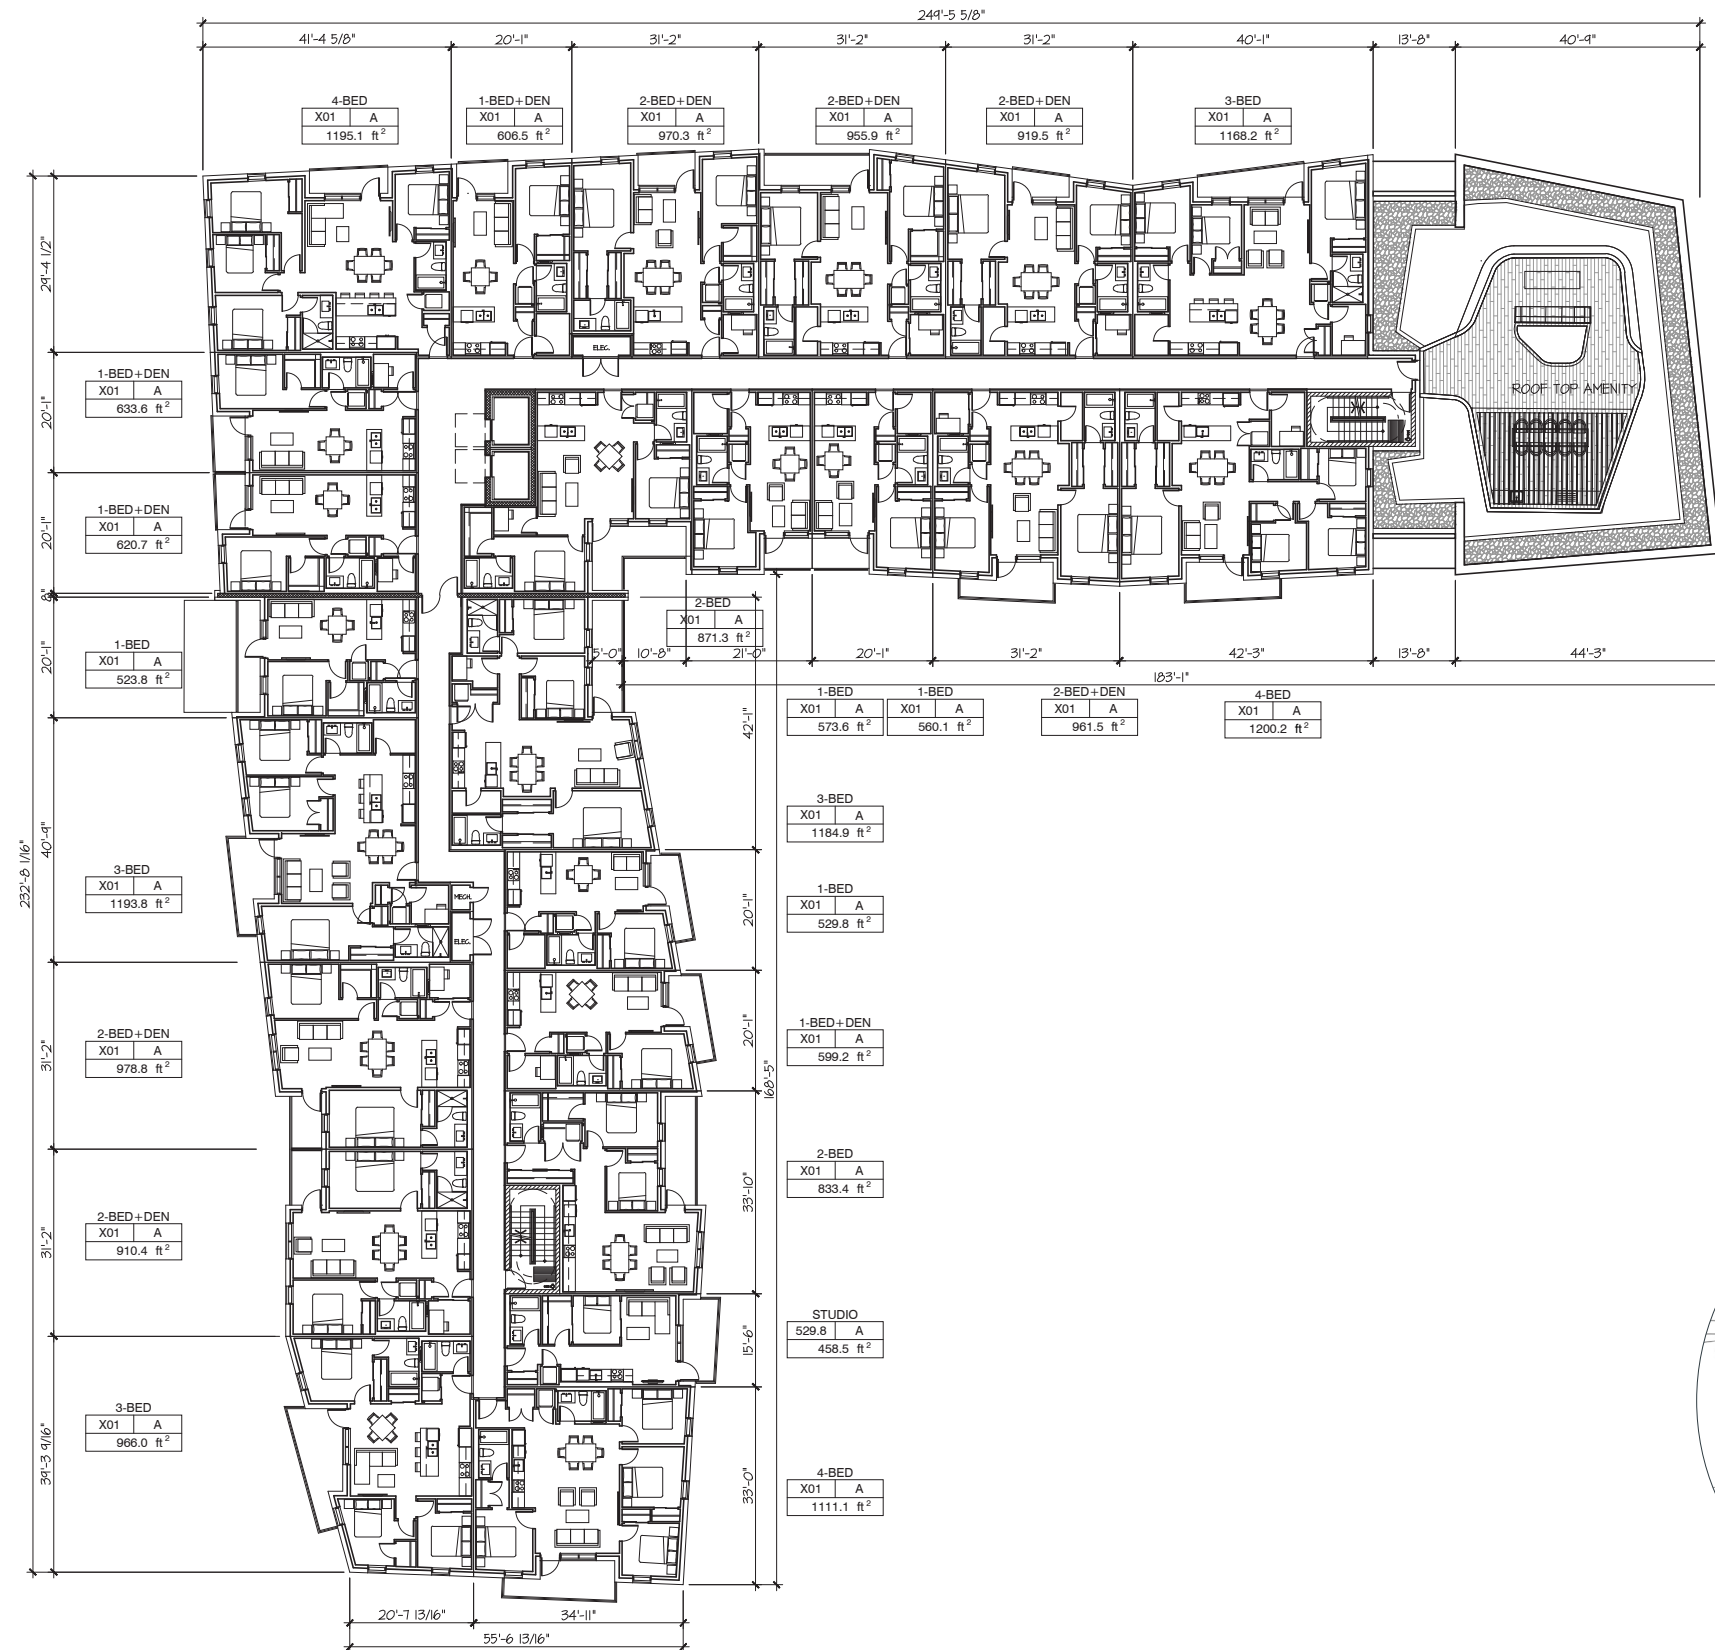 249'-5 5/8"
41'-4 5/8" 20'-1" 31'-2" 31'-2" 31'-2" 40'-1" 13'-8" 40'-9"
4-BED
X01 A
1195.1 ft²
1-BED+DEN
X01 A
606.5 ft²
2-BED+DEN
X01 A
970.3 ft²
2-BED+DEN
X01 A
955.9 ft²
2-BED+DEN
X01 A
919.5 ft²
3-BED
X01 A
1168.2 ft²
29'-4 1/2"
ELEC.
1-BED+DEN
X01 A
633.6 ft²
20'-1"
ROOF TOP AMENITY
1-BED+DEN
X01 A
620.7 ft²
20'-1"
8"
2-BED
X01 A
871.3 ft²
1-BED
X01 A
523.8 ft²
20'-1"
5'-0" 10'-8" 21'-0" 20'-1" 31'-2" 42'-3" 13'-8" 44'-3"
183'-1"
1-BED
X01 A
573.6 ft²
1-BED
X01 A
560.1 ft²
2-BED+DEN
X01 A
961.5 ft²
4-BED
X01 A
1200.2 ft²
42'-1"
3-BED
X01 A
1184.9 ft²
40'-9"
232'-8 1/16"
3-BED
X01 A
1193.8 ft²
MECH.
ELEC.
1-BED
X01 A
529.8 ft²
20'-1"
2-BED+DEN
X01 A
978.8 ft²
31'-2"
1-BED+DEN
X01 A
599.2 ft²
20'-1"
168'-5"
2-BED
X01 A
833.4 ft²
33'-10"
2-BED+DEN
X01 A
910.4 ft²
31'-2"
STUDIO
529.8 A
458.5 ft²
15'-6"
3-BED
X01 A
966.0 ft²
39'-3 9/16"
4-BED
X01 A
1111.1 ft²
33'-0"
20'-7 13/16" 34'-11"
55'-6 13/16"